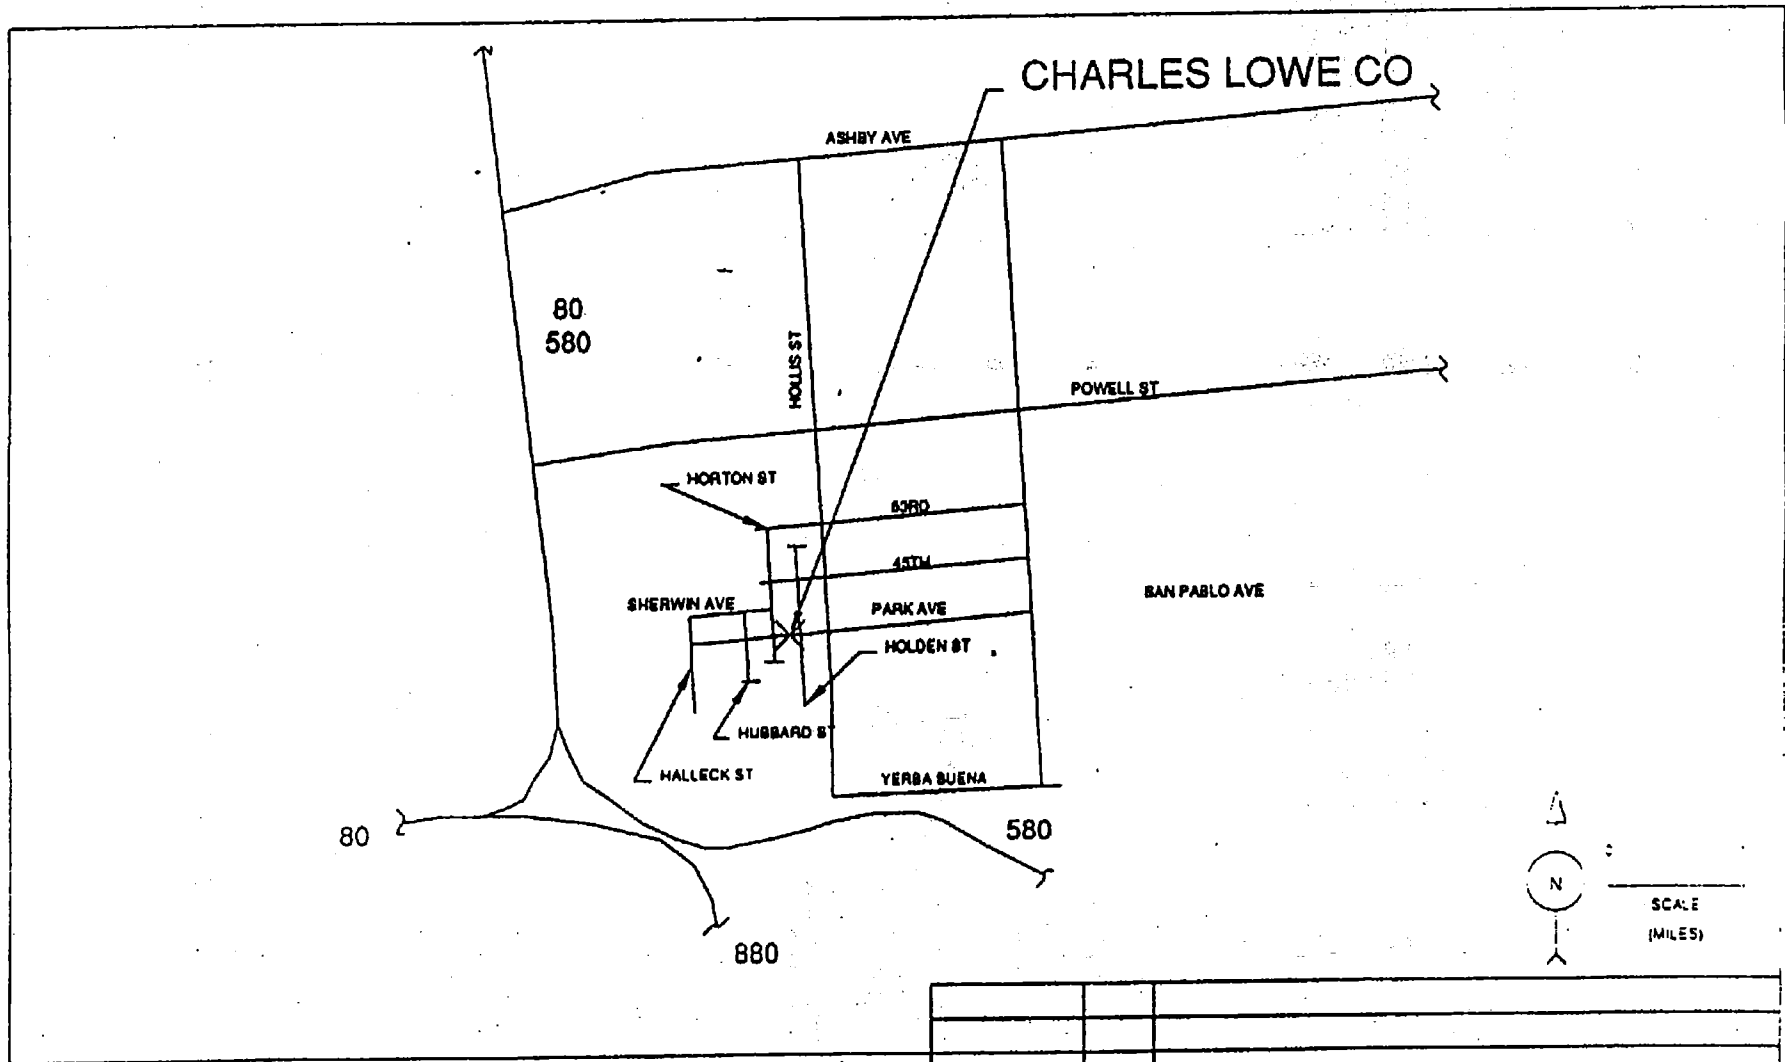 CHARLES LOWE CO
ASHBY AVE
80
580
HOLLIS ST
POWELL ST
HORTON ST
53RD
45TH
SHERWIN AVE
PARK AVE
SAN PABLO AVE
HOLDEN ST
HUBBARD ST
HALLECK ST
YERBA BUENA
80
580
880
N
SCALE
(MILES)